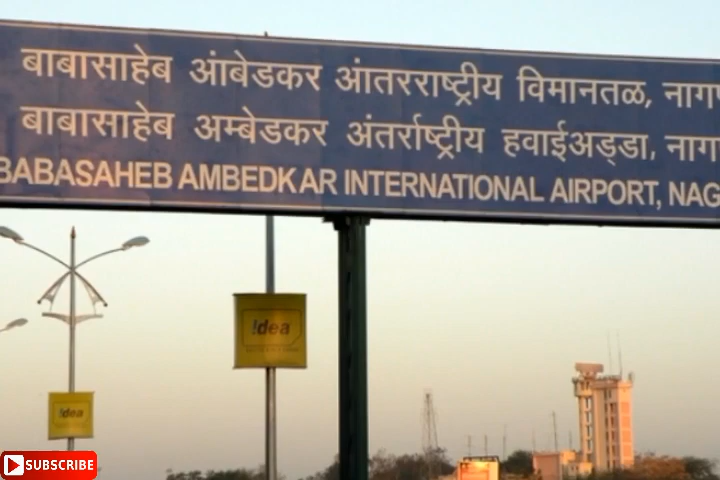 बाबासाहेब आंबेडकर आंतरराष्ट्रीय विमानतळ, नाग
बाबासाहेब अम्बेडकर अंतर्राष्ट्रीय हवाईअड्डा, नाग
BABASAHEB AMBEDKAR INTERNATIONAL AIRPORT, NAG
!dea
!dea
SUBSCRIBE